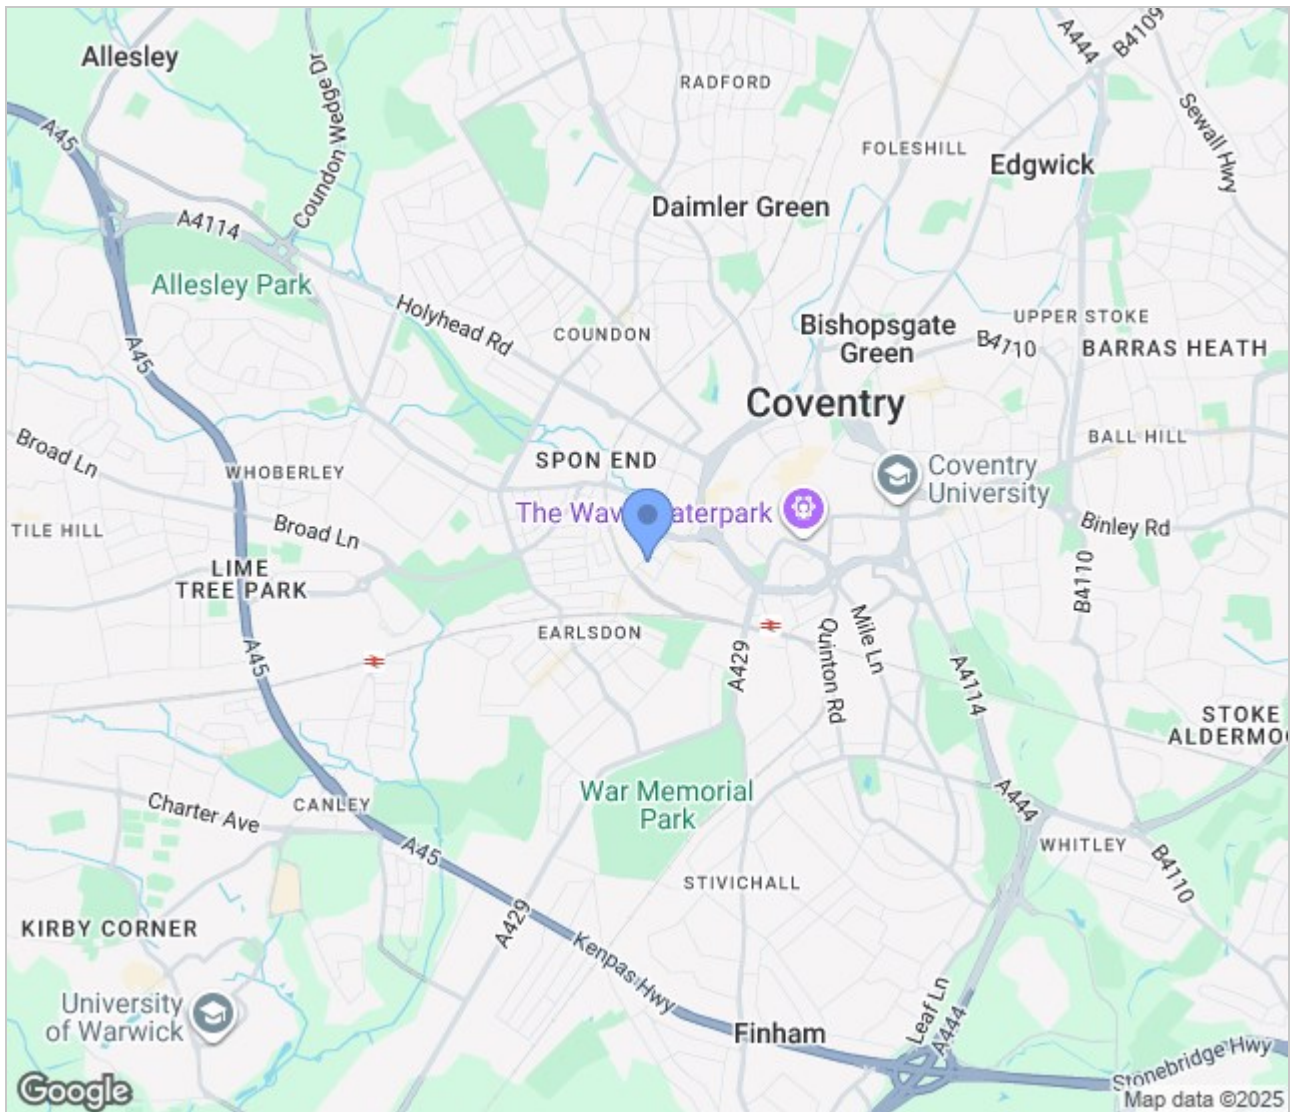 Allesley
A45
Coundon Wedge Dr
RADFORD
A444
B4109
Sewall Hwy
FOLESHILL
Edgwick
Daimler Green
A4114
Allesley Park
Holyhead Rd
COUNDON
Bishopsgate
Green
UPPER STOKE
B4110
BARRAS HEATH
A45
Coventry
Broad Ln
WHOBERLEY
SPON END
BALL HILL
Coventry
University
The Wav
aterpark
TILE HILL
Broad Ln
Binley Rd
LIME
TREE PARK
B4110
EARLSDON
A45
A429
Quinton Rd
Mile Ln
A4114
STOKE
ALDERMO
War Memorial
Park
CANLEY
Charter Ave
A444
A45
WHITLEY
B4110
STIVICHALL
KIRBY CORNER
A429
Kenpas Hwy
University
of Warwick
Finham
Leaf Ln
A444
Stonebridge Hwy
Google
Map data ©2025